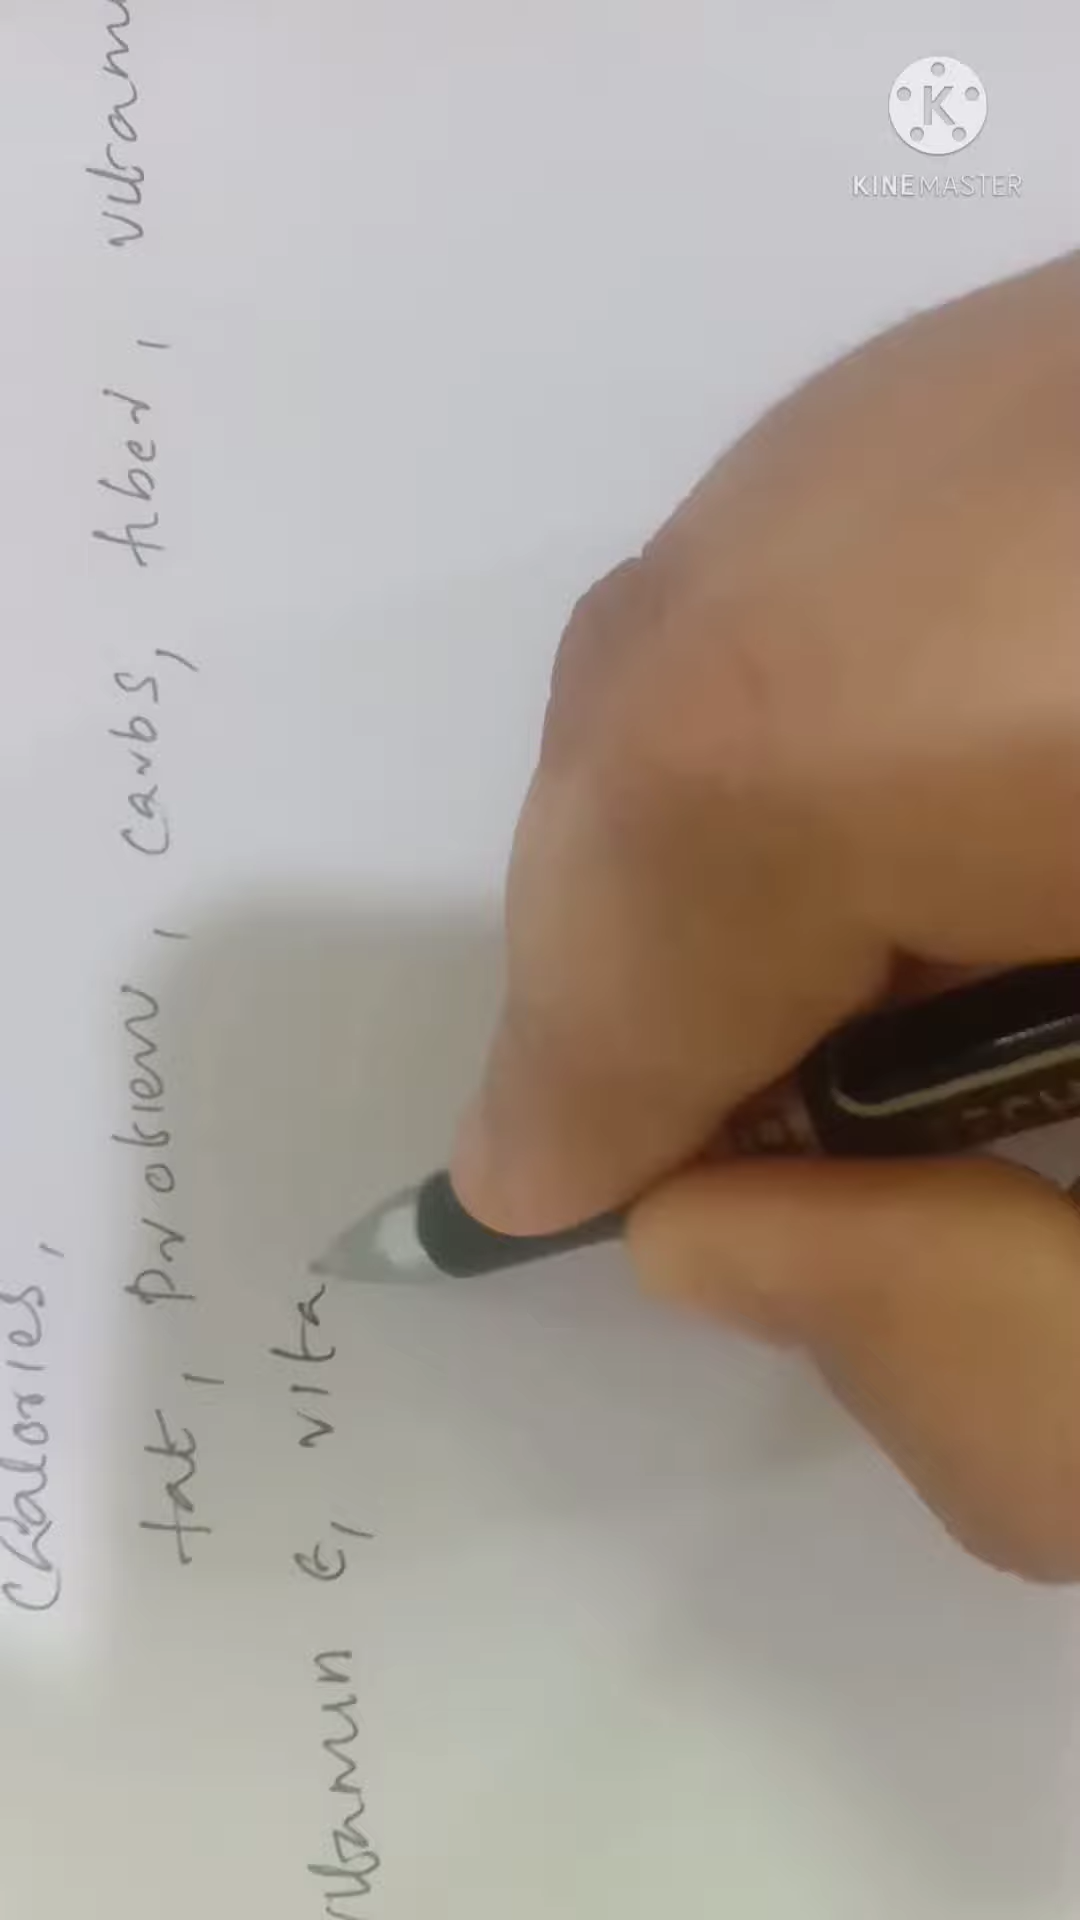 Calories,
fat, protein, carbs, fiber, vitam
vitamin E, vita
KINEMASTER